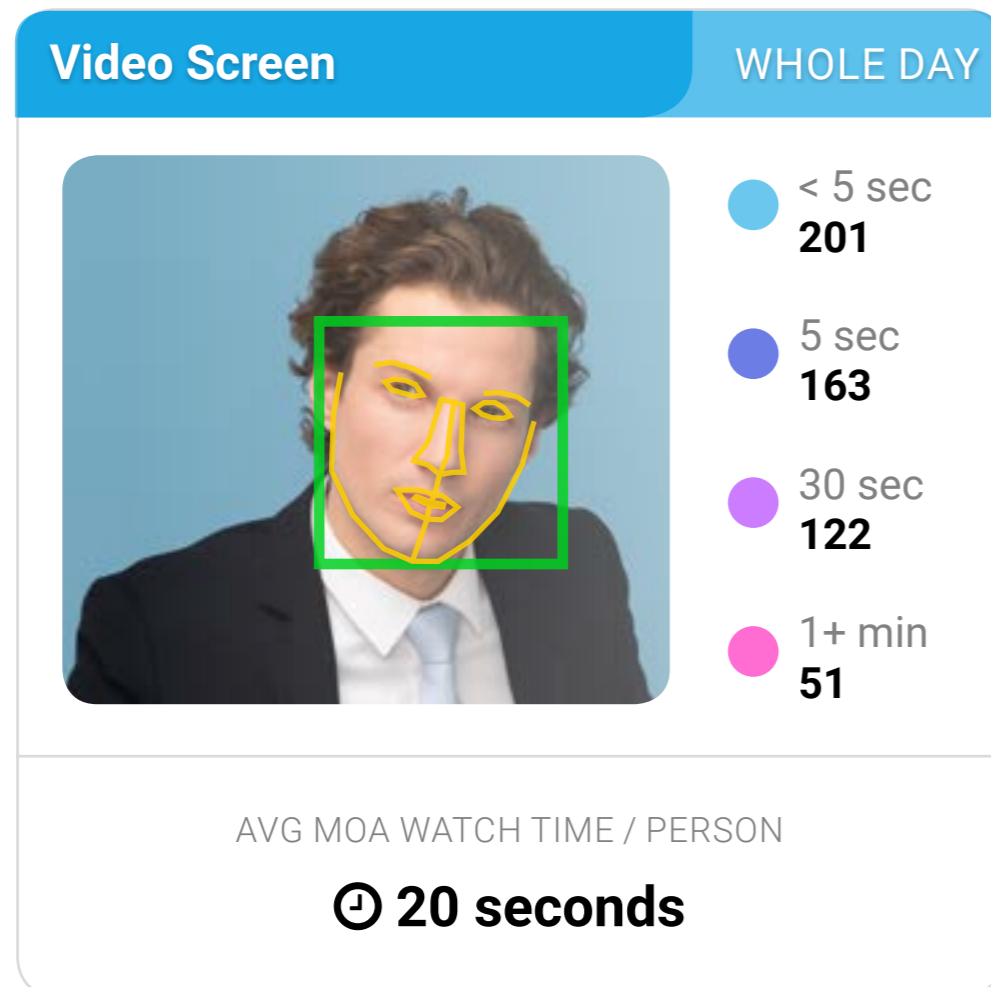 Video Screen
WHOLE DAY
< 5 sec
201
5 sec
163
30 sec
122
1+ min
51
AVG MOA WATCH TIME / PERSON
20 seconds